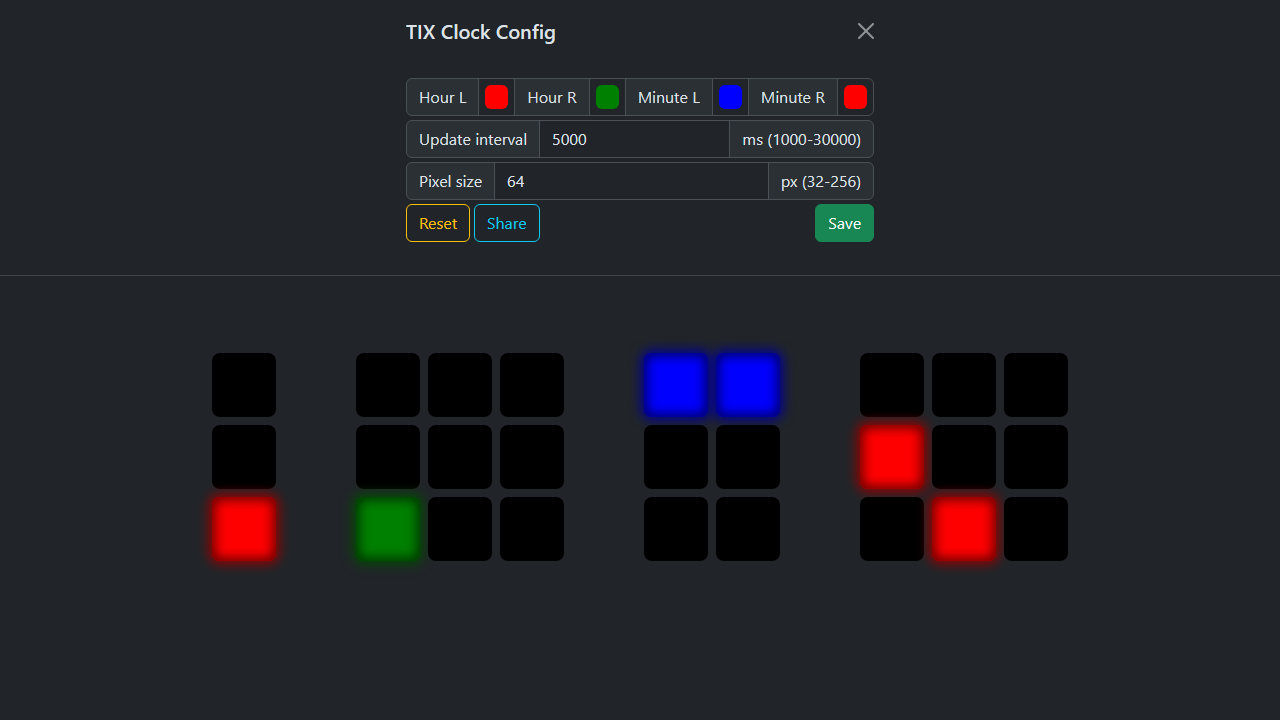 TIX Clock Config
Hour L Hour R Minute L Minute R
Update interval 5000 ms (1000-30000)
Pixel size 64 px (32-256)
Reset Share Save